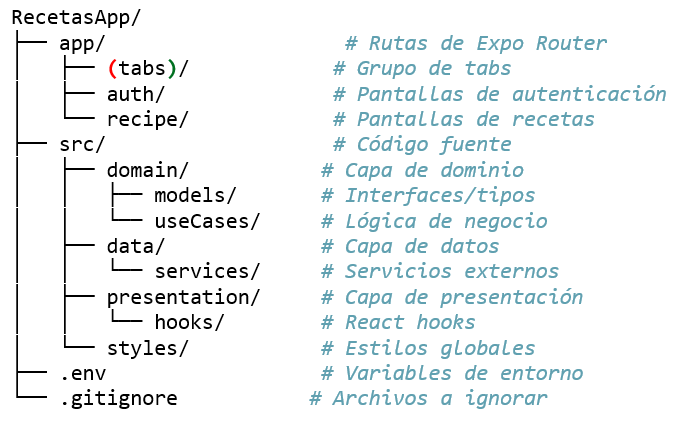 RecetasApp/
├── app/                    # Rutas de Expo Router
│   ├── (tabs)/            # Grupo de tabs
│   ├── auth/              # Pantallas de autenticación
│   └── recipe/            # Pantallas de recetas
├── src/                   # Código fuente
│   ├── domain/           # Capa de dominio
│   │   ├── models/       # Interfaces/tipos
│   │   └── useCases/     # Lógica de negocio
│   ├── data/             # Capa de datos
│   │   └── services/     # Servicios externos
│   ├── presentation/     # Capa de presentación
│   │   └── hooks/        # React hooks
│   └── styles/           # Estilos globales
├── .env                  # Variables de entorno
└── .gitignore           # Archivos a ignorar